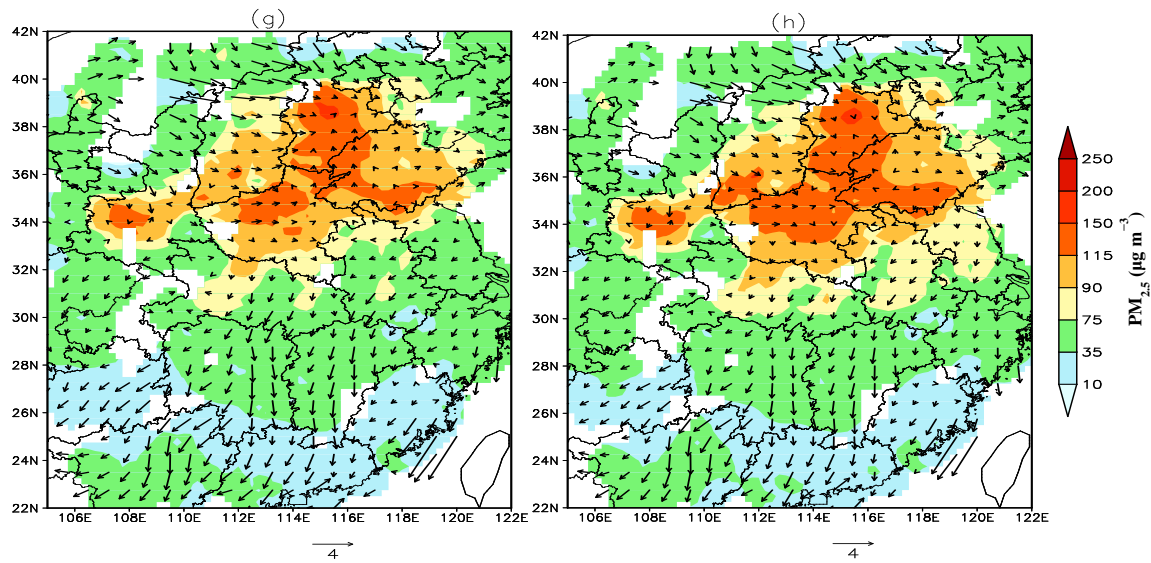 (g)
(h)
42N
40N
38N
36N
34N
32N
30N
28N
26N
24N
22N
106E 108E 110E 112E 114E 116E 118E 120E 122E
4
42N
40N
38N
36N
34N
32N
30N
28N
26N
24N
22N
106E 108E 110E 112E 114E 116E 118E 120E 122E
4
250
200
150
115
90
75
35
10
PM2.5 (µg m−3)